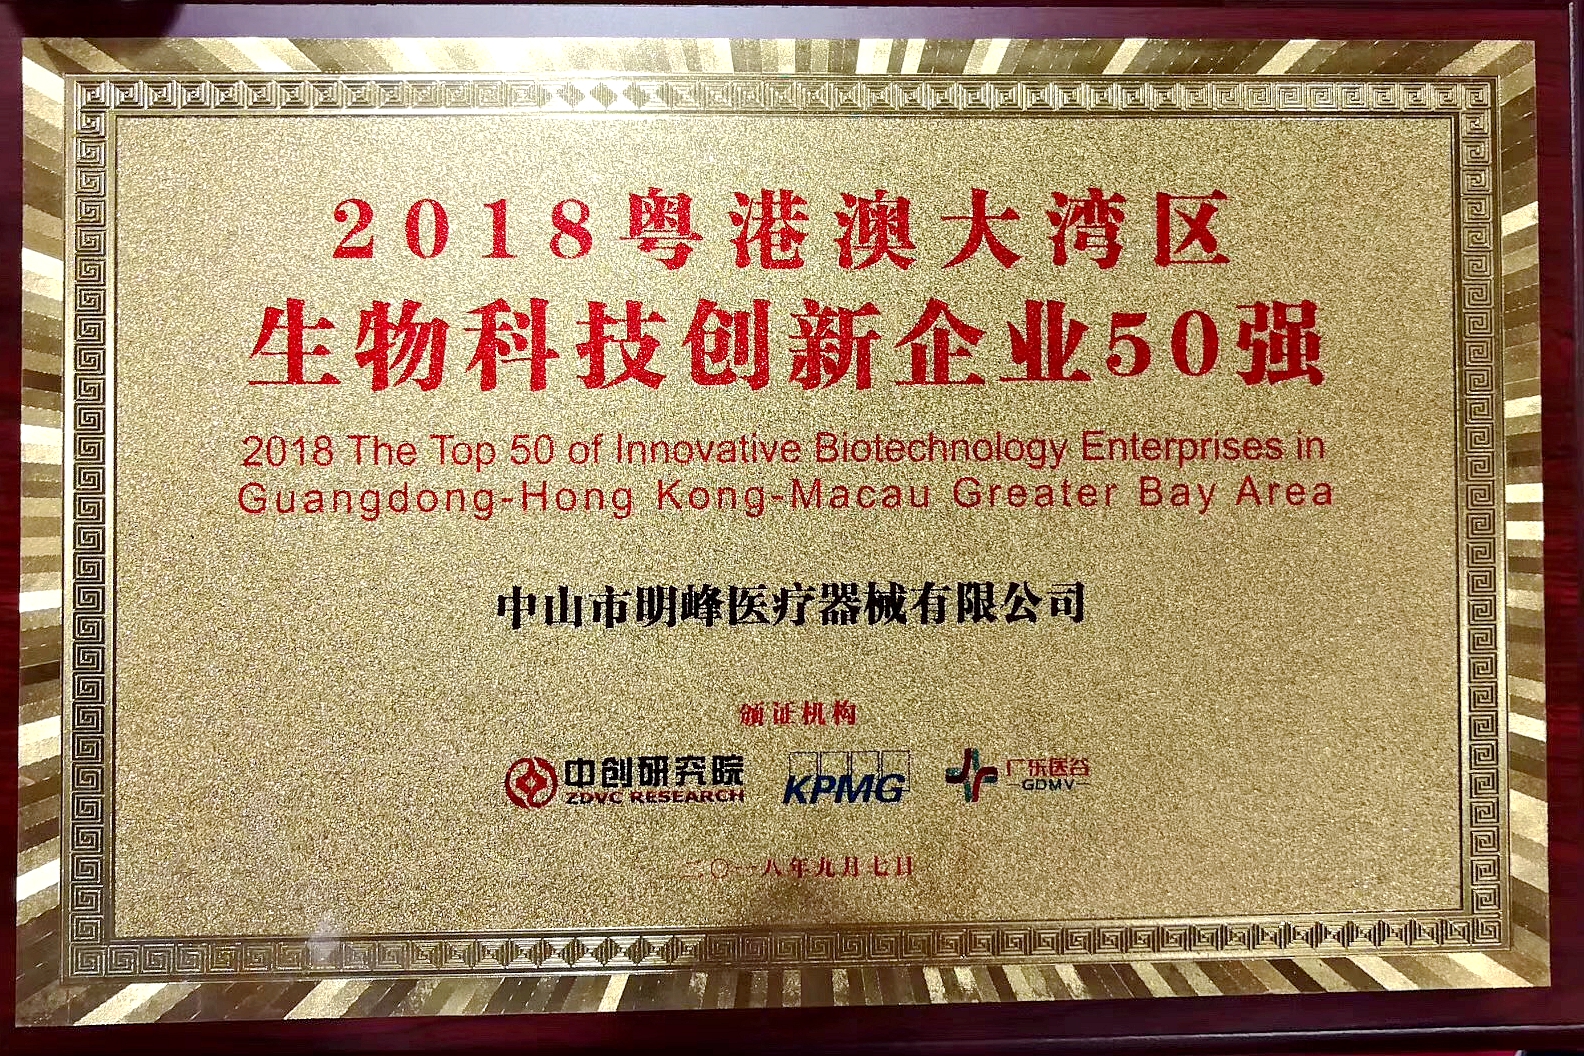 2018粤港澳大湾区
生物科技创新企业50强
2018 The Top 50 of Innovative Biotechnology Enterprises in
Guangdong-Hong Kong-Macau Greater Bay Area
中山市明峰医疗器械有限公司
颁证机构
中创研究院
ZDVC RESEARCH
KPMG
广东医谷
GDMV
二〇一八年九月七日